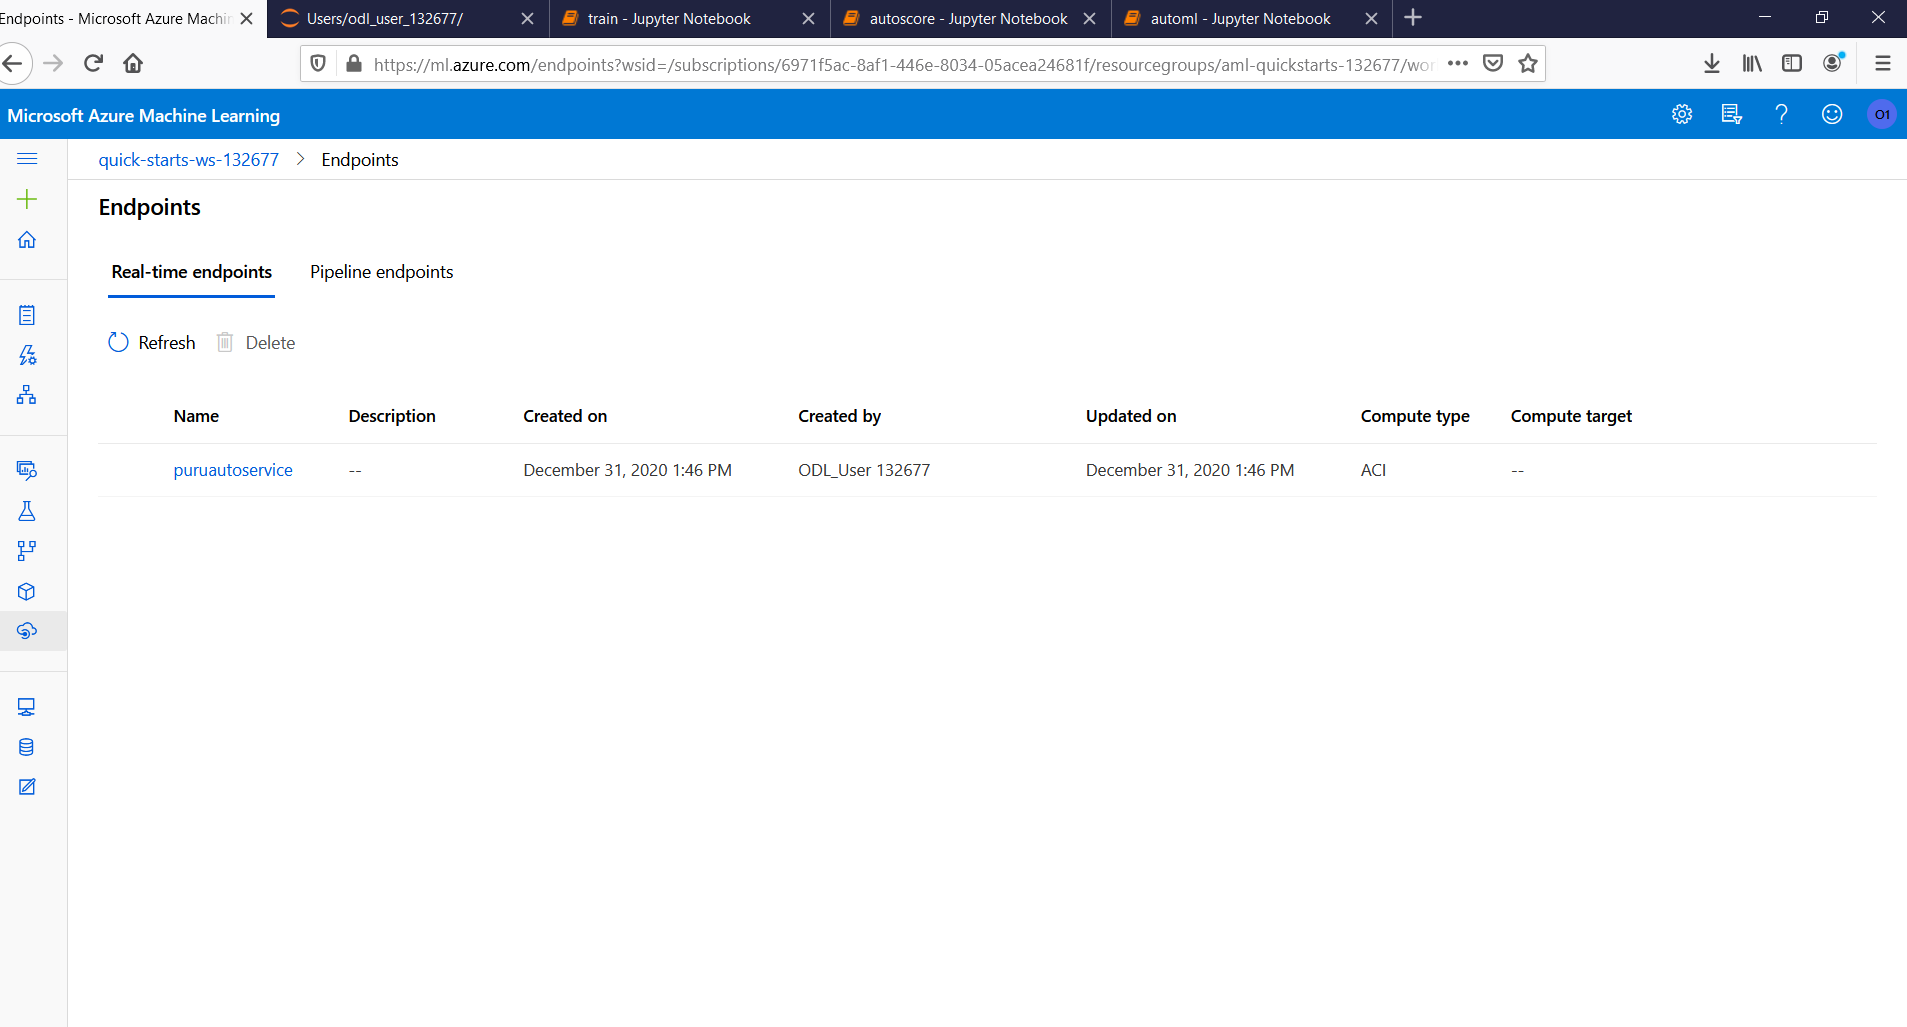 Endpoints - Microsoft Azure Machin
Users/odl_user_132677/
train - Jupyter Notebook
autoscore - Jupyter Notebook
automl - Jupyter Notebook
https://ml.azure.com/endpoints?wsid=/subscriptions/6971f5ac-8af1-446e-8034-05acea24681f/resourcegroups/aml-quickstarts-132677/wor
Microsoft Azure Machine Learning
O1
quick-starts-ws-132677 > Endpoints
Endpoints
Real-time endpoints Pipeline endpoints
Refresh Delete
Name Description Created on Created by Updated on Compute type Compute target
puruautoservice -- December 31, 2020 1:46 PM ODL_User 132677 December 31, 2020 1:46 PM ACI --